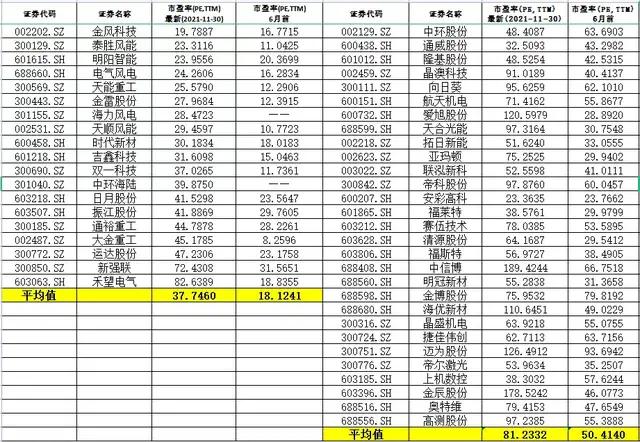 证券代码 证券名称 市盈率(PE,TTM) 最新(2021-11-30) 市盈率(PE,TTM) 6月前 证券代码 证券名称 市盈率(PE, TTM) 最新(2021-11-30) 市盈率(PE, TTM) 6月前
002202.SZ 金风科技 19.7887 16.7715 002129.SZ 中环股份 48.4087 63.6903
300129.SZ 泰胜风能 23.3116 11.0425 600438.SH 通威股份 32.5093 43.2982
601615.SH 明阳智能 23.9556 20.3699 601012.SH 隆基股份 48.5254 42.5315
688660.SH 电气风电 24.2606 16.2834 002459.SZ 晶澳科技 91.0189 40.4137
300569.SZ 天能重工 25.5790 12.2906 300111.SZ 向日葵 95.6259 62.1010
300443.SZ 金雷股份 27.9684 12.3915 600151.SH 航天机电 71.4162 55.8677
301155.SZ 海力风电 28.4723 —— 600732.SH 爱旭股份 120.5979 28.8920
002531.SZ 天顺风能 29.4597 10.7723 688599.SH 天合光能 97.3164 30.7548
600458.SH 时代新材 30.1834 18.0183 002218.SZ 拓日新能 51.6240 33.0555
601218.SH 吉鑫科技 31.6098 15.0463 002623.SZ 亚玛顿 75.2525 29.9402
300690.SZ 双一科技 37.0265 11.7361 003022.SZ 联泓新科 52.5598 41.0111
301040.SZ 中环海陆 39.8750 —— 300842.SZ 帝科股份 97.8760 60.0457
603218.SH 日月股份 41.5298 23.5647 600207.SH 安彩高科 23.3635 23.7662
603507.SH 振江股份 41.8869 29.7605 601865.SH 福莱特 38.5761 29.9799
300185.SZ 通裕重工 44.7878 28.2261 603212.SH 赛伍技术 78.0385 53.5895
002487.SZ 大金重工 45.1785 8.2596 603628.SH 清源股份 64.1687 29.5412
300772.SZ 运达股份 47.2306 23.1758 603806.SH 福斯特 56.9727 38.4905
300850.SZ 新强联 72.4308 31.5651 688408.SH 中信博 189.4244 66.7518
603063.SH 禾望电气 82.6389 18.8355 688560.SH 明冠新材 55.2838 31.3658
平均值 37.7460 18.1241 688598.SH 金博股份 75.9532 79.8192
688680.SH 海优新材 110.6451 49.0229
300316.SZ 晶盛机电 63.9218 55.0755
300724.SZ 捷佳伟创 62.7113 63.7156
300751.SZ 迈为股份 126.4912 93.6942
300776.SZ 帝尔激光 53.9634 35.2507
603185.SH 上机数控 38.3032 57.6244
603396.SH 金辰股份 178.5242 46.0773
688516.SH 奥特维 79.4153 47.6549
688556.SH 高测股份 97.2385 55.3888
平均值 81.2332 50.4140